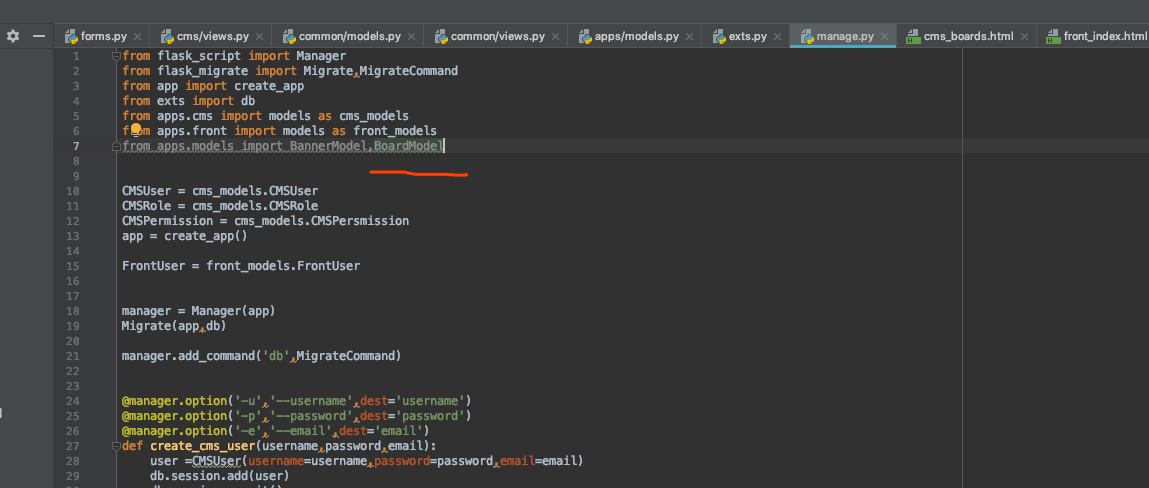 forms.py cms/views.py common/models.py common/views.py apps/models.py exts.py manage.py cms_boards.html front_index.html
1 from flask_script import Manager
2 from flask_migrate import Migrate,MigrateCommand
3 from app import create_app
4 from exts import db
5 from apps.cms import models as cms_models
6 from apps.front import models as front_models
7 from apps.models import BannerModel,BoardModel
8
9
10 CMSUser = cms_models.CMSUser
11 CMSRole = cms_models.CMSRole
12 CMSPermission = cms_models.CMSPersmission
13 app = create_app()
14
15 FrontUser = front_models.FrontUser
16
17
18 manager = Manager(app)
19 Migrate(app,db)
20
21 manager.add_command('db',MigrateCommand)
22
23
24 @manager.option('-u','--username',dest='username')
25 @manager.option('-p','--password',dest='password')
26 @manager.option('-e','--email',dest='email')
27 def create_cms_user(username,password,email):
28 user =CMSUser(username=username,password=password,email=email)
29 db.session.add(user)